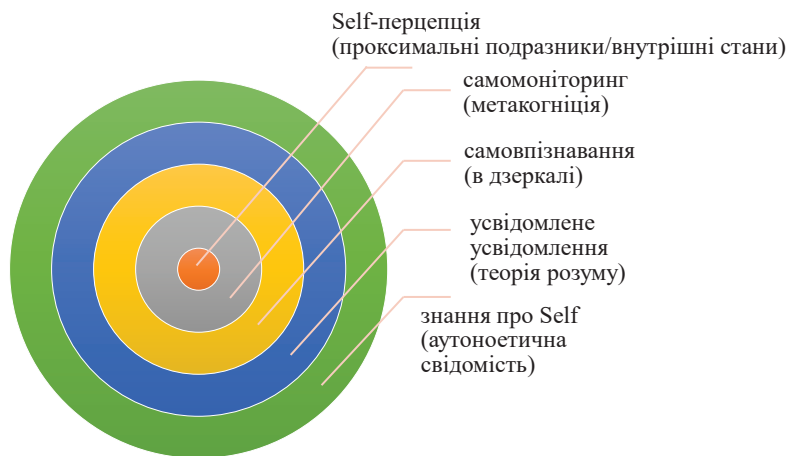 Self-перцепція
(проксимальні подразники/внутрішні стани)
самомоніторинг
(метакогніція)
самовпізнавання
(в дзеркалі)
усвідомлене
усвідомлення
(теорія розуму)
знання про Self
(аутоноетична
свідомість)